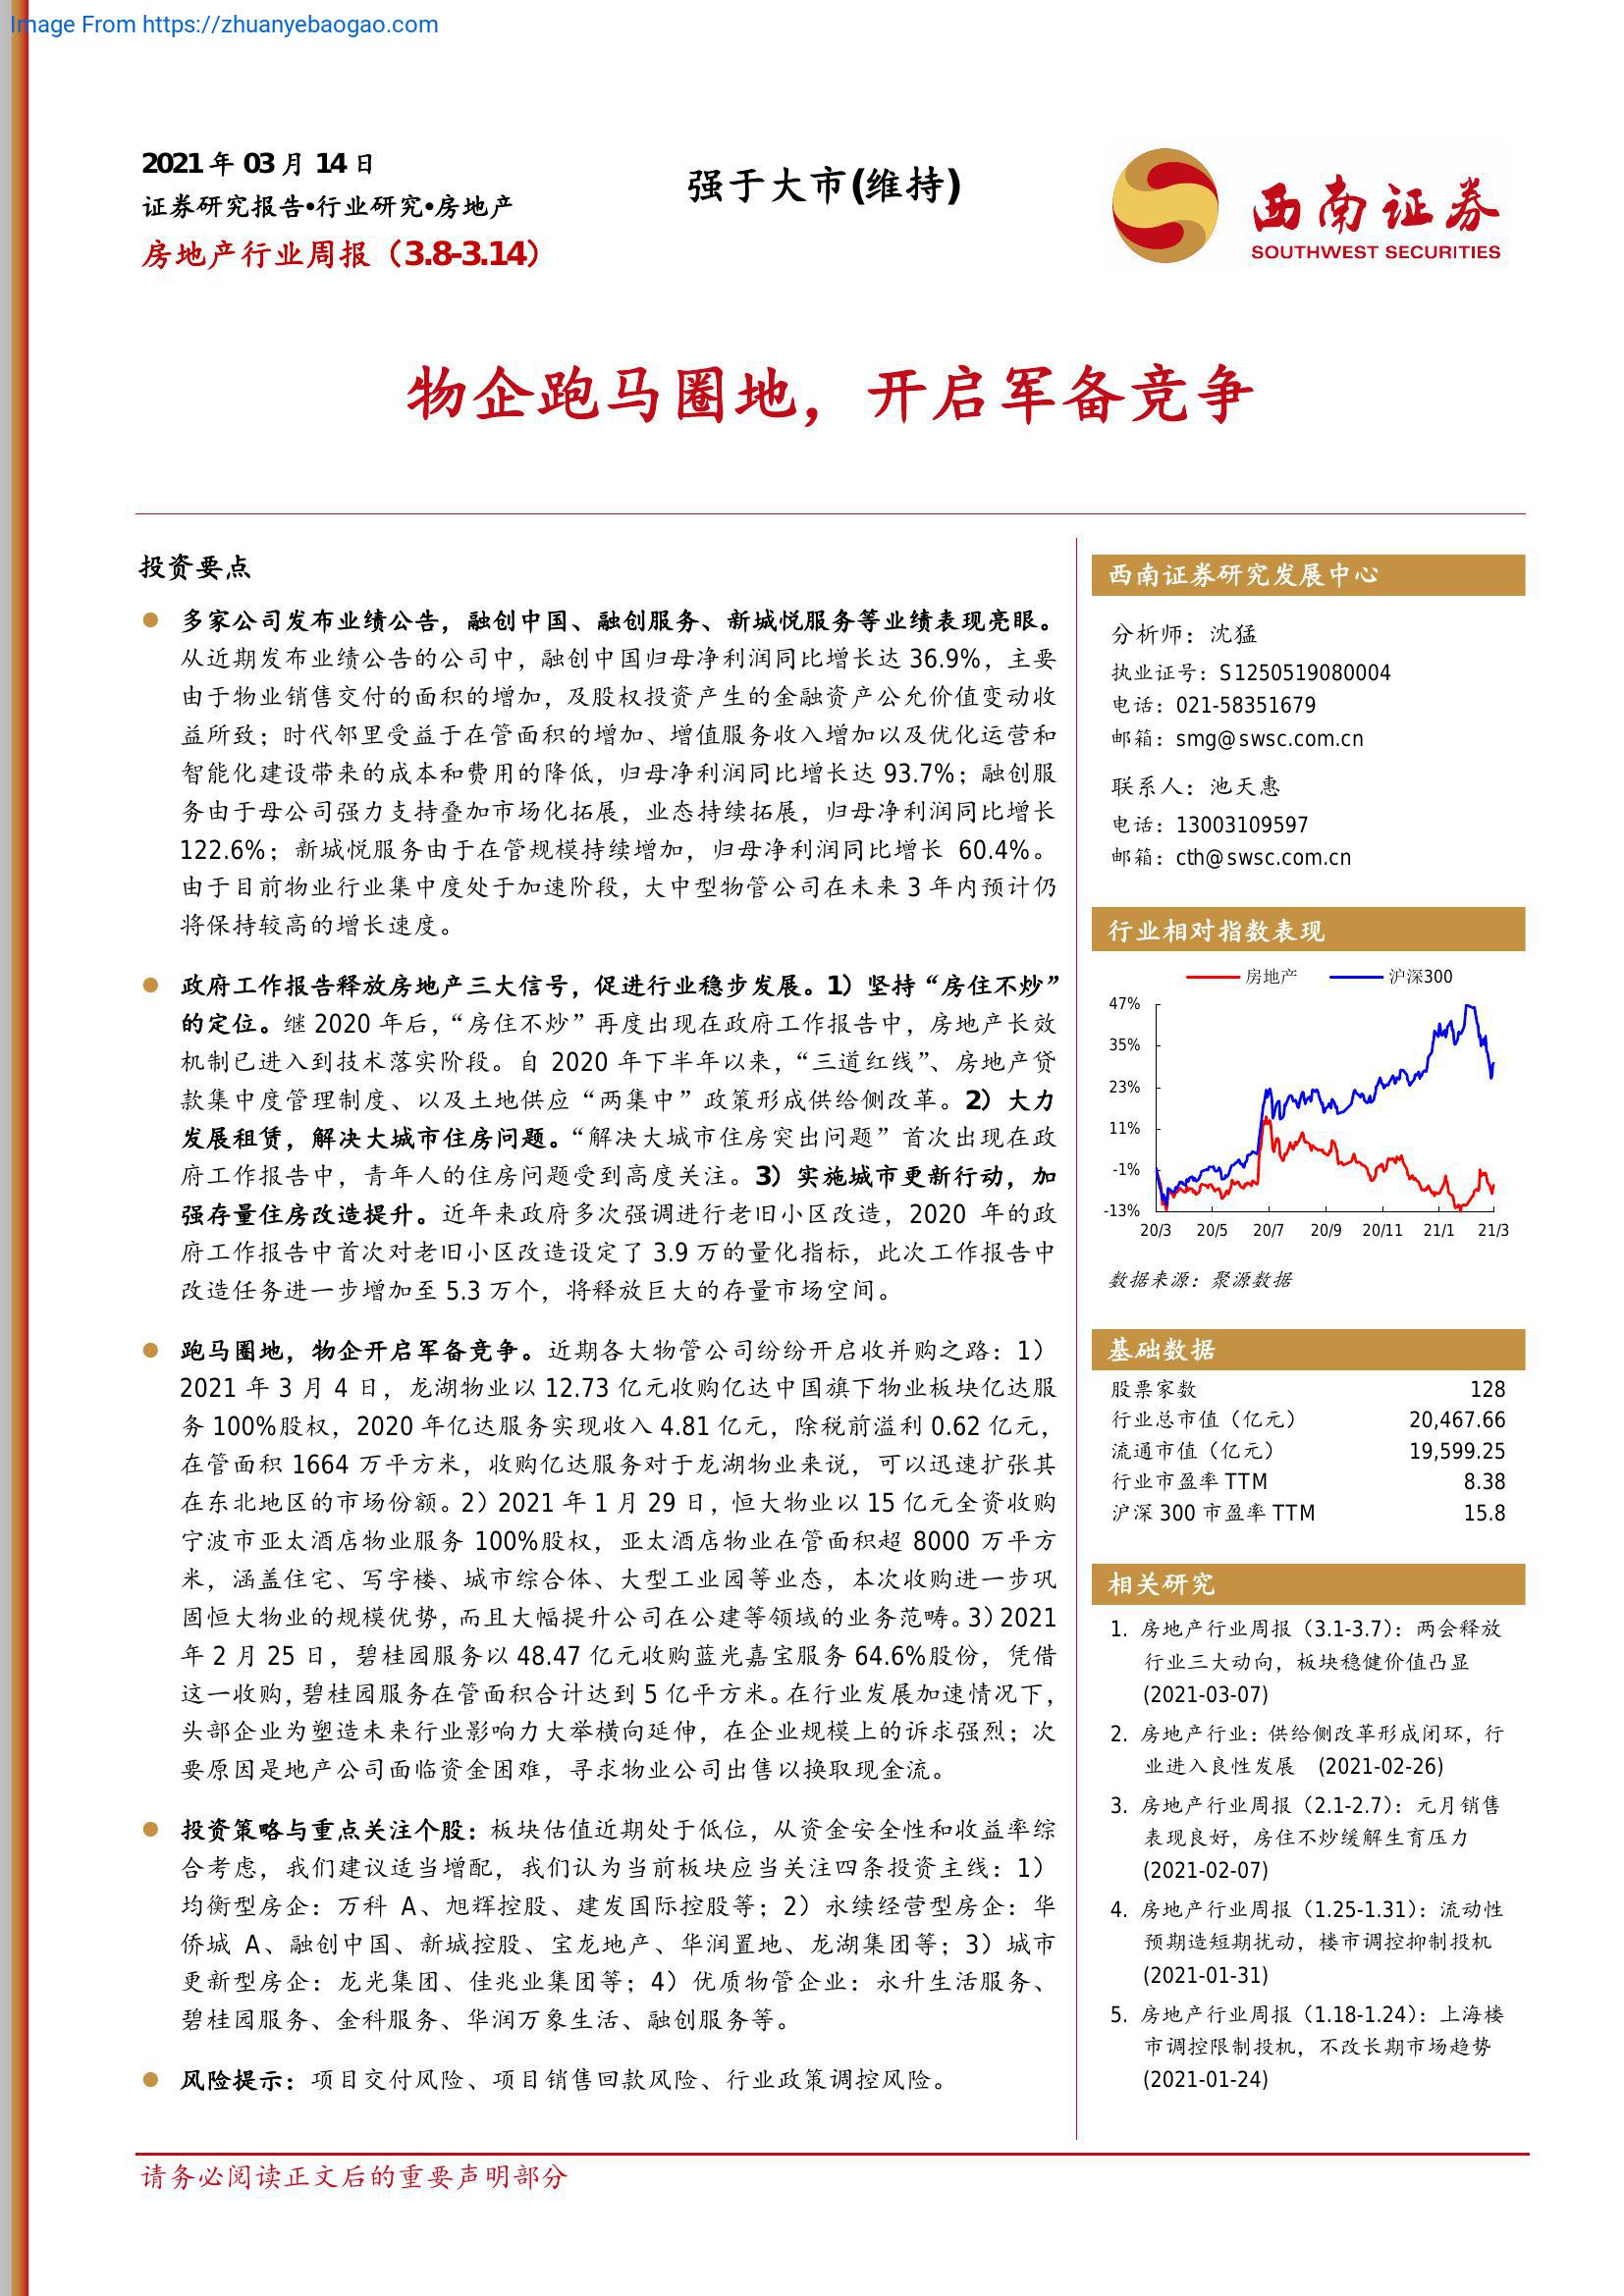 Image From https://zhuanyebaogao.com
2021 年 03 月 14 日
证券研究报告•行业研究•房地产
房地产行业周报（3.8-3.14）
强于大市(维持)
西南证券
SOUTHWEST SECURITIES
物企跑马圈地，开启军备竞争
投资要点
多家公司发布业绩公告，融创中国、融创服务、新城悦服务等业绩表现亮眼。
从近期发布业绩公告的公司中，融创中国归母净利润同比增长达 36.9%，主要
由于物业销售交付的面积的增加，及股权投资产生的金融资产公允价值变动收
益所致；时代邻里受益于在管面积的增加、增值服务收入增加以及优化运营和
智能化建设带来的成本和费用的降低，归母净利润同比增长达 93.7%；融创服
务由于母公司强力支持叠加市场化拓展，业态持续拓展，归母净利润同比增长
122.6%；新城悦服务由于在管规模持续增加，归母净利润同比增长 60.4%。
由于目前物业行业集中度处于加速阶段，大中型物管公司在未来 3 年内预计仍
将保持较高的增长速度。
政府工作报告释放房地产三大信号，促进行业稳步发展。1）坚持“房住不炒”
的定位。继 2020 年后，“房住不炒”再度出现在政府工作报告中，房地产长效
机制已进入到技术落实阶段。自 2020 年下半年以来，“三道红线”、房地产贷
款集中度管理制度、以及土地供应“两集中”政策形成供给侧改革。2）大力
发展租赁，解决大城市住房问题。“解决大城市住房突出问题”首次出现在政
府工作报告中，青年人的住房问题受到高度关注。3）实施城市更新行动，加
强存量住房改造提升。近年来政府多次强调进行老旧小区改造，2020 年的政
府工作报告中首次对老旧小区改造设定了 3.9 万的量化指标，此次工作报告中
改造任务进一步增加至 5.3 万个，将释放巨大的存量市场空间。
跑马圈地，物企开启军备竞争。近期各大物管公司纷纷开启收并购之路：1）
2021 年 3 月 4 日，龙湖物业以 12.73 亿元收购亿达中国旗下物业板块亿达服
务 100%股权，2020 年亿达服务实现收入 4.81 亿元，除税前溢利 0.62 亿元，
在管面积 1664 万平方米，收购亿达服务对于龙湖物业来说，可以迅速扩张其
在东北地区的市场份额。2）2021 年 1 月 29 日，恒大物业以 15 亿元全资收购
宁波市亚太酒店物业服务 100%股权，亚太酒店物业在管面积超 8000 万平方
米，涵盖住宅、写字楼、城市综合体、大型工业园等业态，本次收购进一步巩
固恒大物业的规模优势，而且大幅提升公司在公建等领域的业务范畴。3）2021
年 2 月 25 日，碧桂园服务以 48.47 亿元收购蓝光嘉宝服务 64.6%股份，凭借
这一收购，碧桂园服务在管面积合计达到 5 亿平方米。在行业发展加速情况下，
头部企业为塑造未来行业影响力大举横向延伸，在企业规模上的诉求强烈；次
要原因是地产公司面临资金困难，寻求物业公司出售以换取现金流。
投资策略与重点关注个股：板块估值近期处于低位，从资金安全性和收益率综
合考虑，我们建议适当增配，我们认为当前板块应当关注四条投资主线：1）
均衡型房企：万科 A、旭辉控股、建发国际控股等；2）永续经营型房企：华
侨城 A、融创中国、新城控股、宝龙地产、华润置地、龙湖集团等；3）城市
更新型房企：龙光集团、佳兆业集团等；4）优质物管企业：永升生活服务、
碧桂园服务、金科服务、华润万象生活、融创服务等。
风险提示：项目交付风险、项目销售回款风险、行业政策调控风险。
西南证券研究发展中心
分析师：沈猛
执业证号：S1250519080004
电话：021-58351679
邮箱：smg@swsc.com.cn
联系人：池天惠
电话：13003109597
邮箱：cth@swsc.com.cn
行业相对指数表现
房地产 沪深300
47%
35%
23%
11%
-1%
-13%
20/3 20/5 20/7 20/9 20/11 21/1 21/3
数据来源：聚源数据
基础数据
股票家数 128
行业总市值（亿元） 20,467.66
流通市值（亿元） 19,599.25
行业市盈率 TTM 8.38
沪深 300 市盈率 TTM 15.8
相关研究
1. 房地产行业周报（3.1-3.7）：两会释放
行业三大动向，板块稳健价值凸显
(2021-03-07)
2. 房地产行业：供给侧改革形成闭环，行
业进入良性发展 (2021-02-26)
3. 房地产行业周报（2.1-2.7）：元月销售
表现良好，房住不炒缓解生育压力
(2021-02-07)
4. 房地产行业周报（1.25-1.31）：流动性
预期造短期扰动，楼市调控抑制投机
(2021-01-31)
5. 房地产行业周报（1.18-1.24）：上海楼
市调控限制投机，不改长期市场趋势
(2021-01-24)
请务必阅读正文后的重要声明部分